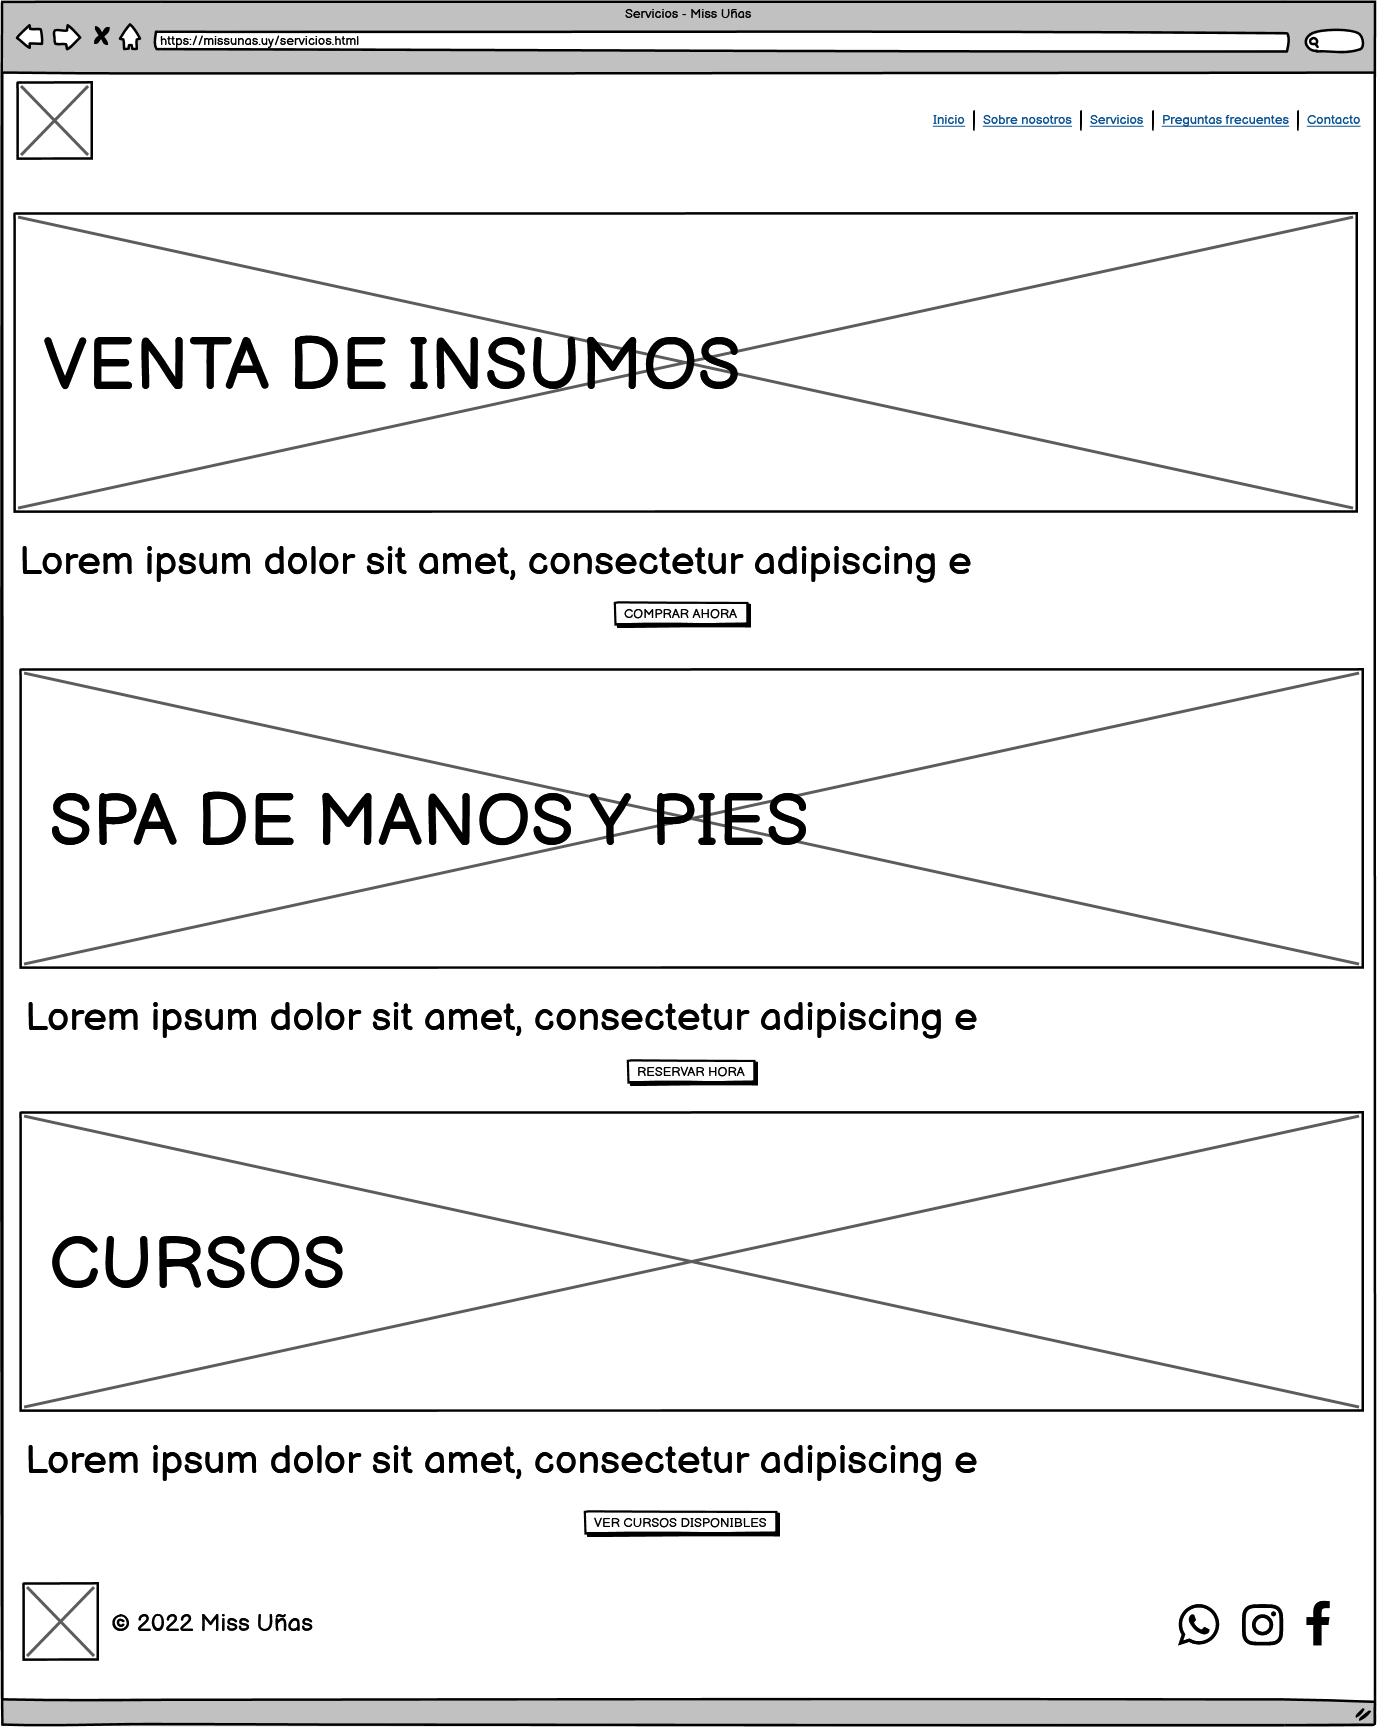 Servicios - Miss Uñas
https://missunas.uy/servicios.html
Inicio | Sobre nosotros | Servicios | Preguntas frecuentes | Contacto
VENTA DE INSUMOS
Lorem ipsum dolor sit amet, consectetur adipiscing e
COMPRAR AHORA
SPA DE MANOS Y PIES
Lorem ipsum dolor sit amet, consectetur adipiscing e
RESERVAR HORA
CURSOS
Lorem ipsum dolor sit amet, consectetur adipiscing e
VER CURSOS DISPONIBLES
© 2022 Miss Uñas